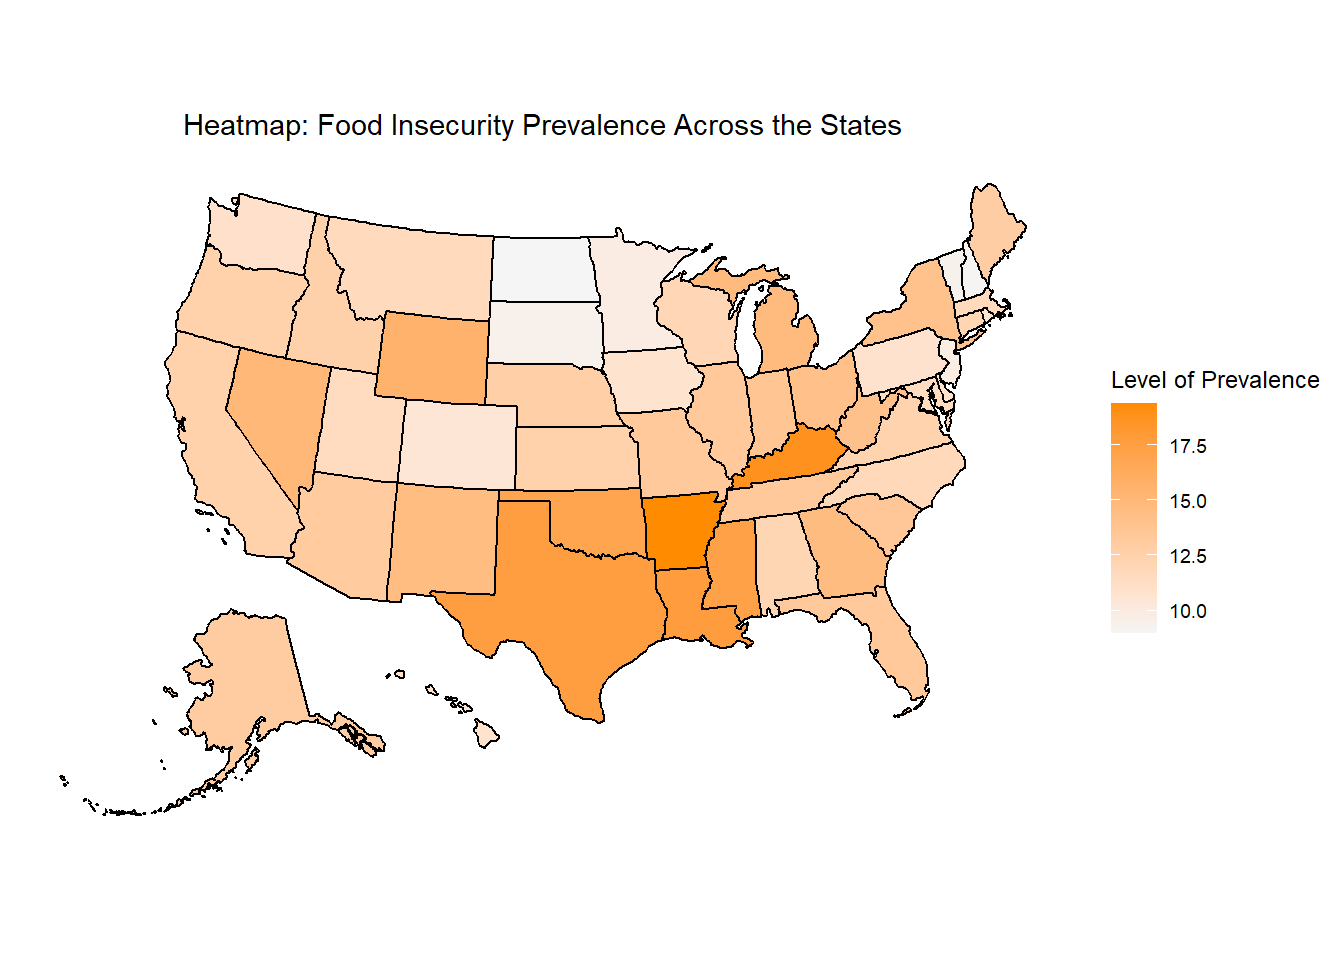 Heatmap: Food Insecurity Prevalence Across the States
Level of Prevalence
17.5
15.0
12.5
10.0